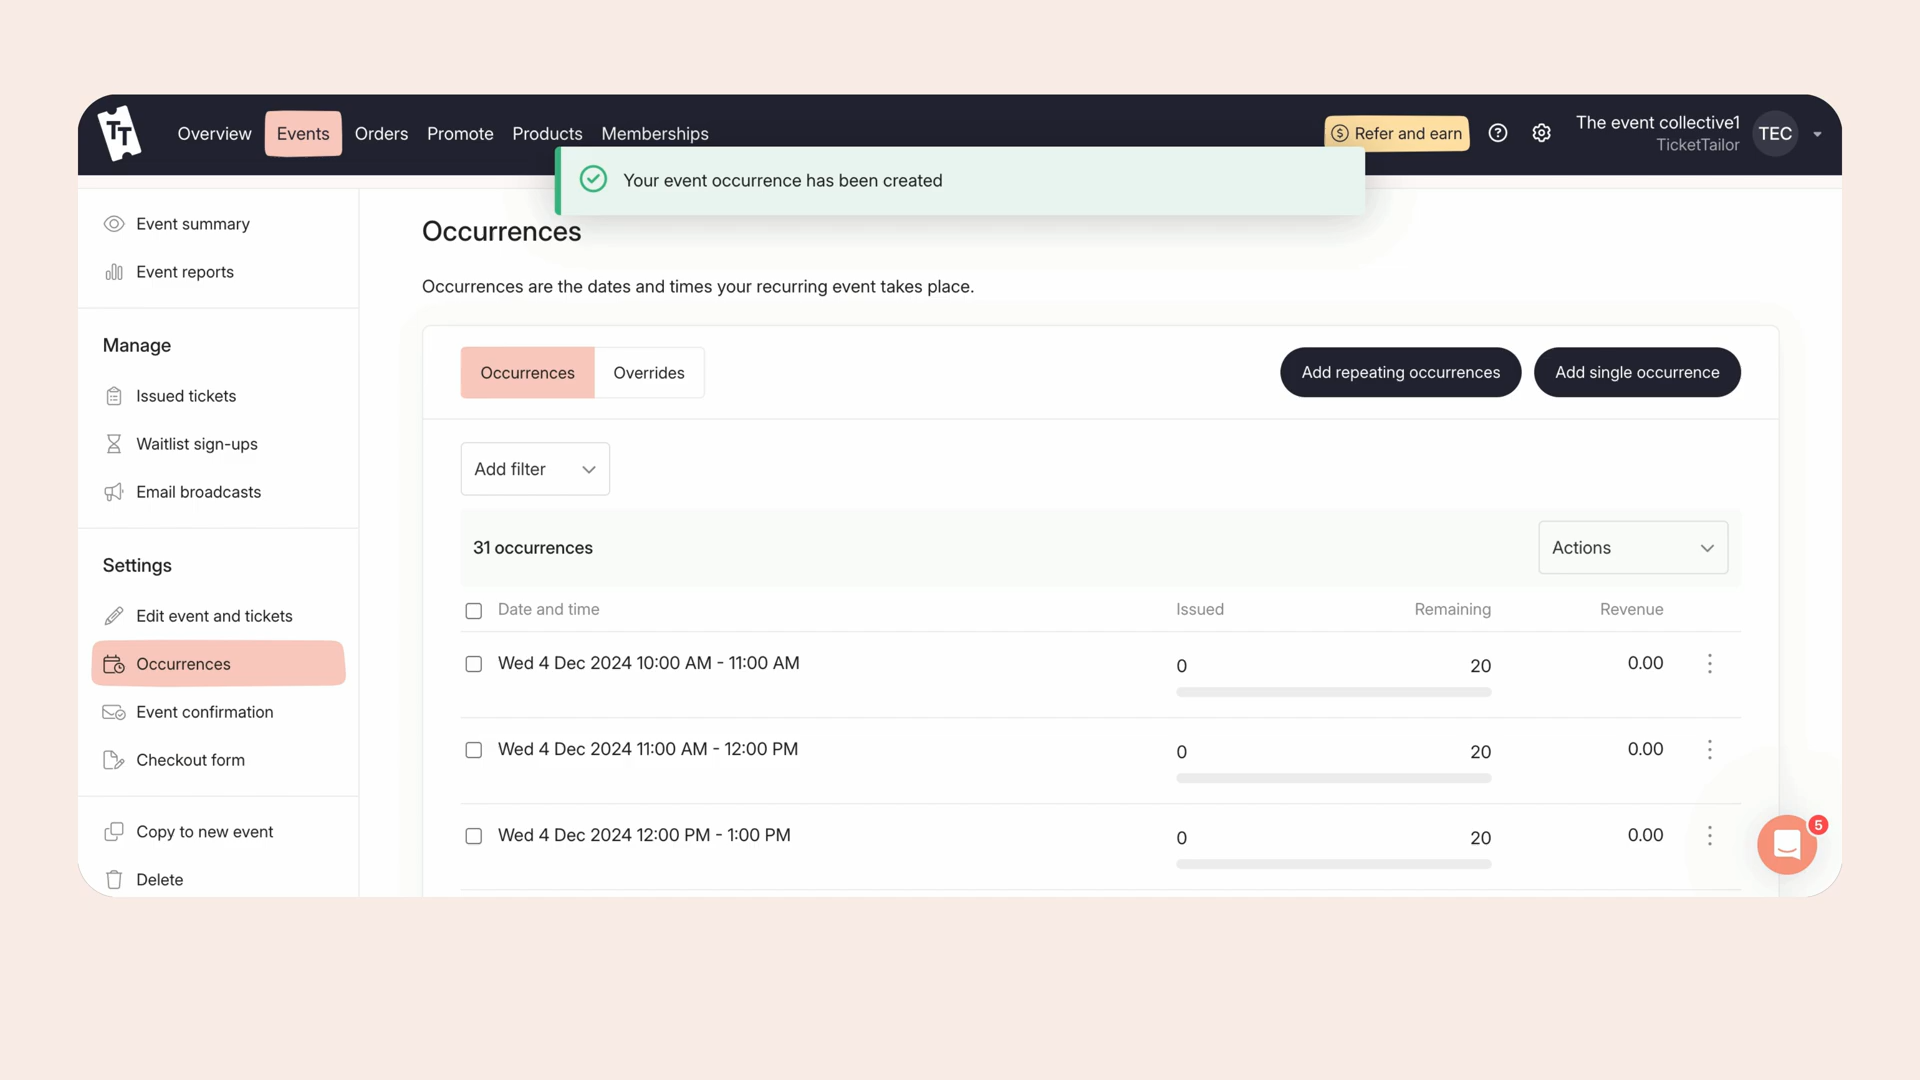 TT
Overview
Events
Orders
Promote
Products
Memberships
Refer and earn
The event collective1
TicketTailor
TEC
Your event occurrence has been created
Event summary
Event reports
Manage
Issued tickets
Waitlist sign-ups
Email broadcasts
Settings
Edit event and tickets
Occurrences
Event confirmation
Checkout form
Copy to new event
Delete
Occurrences
Occurrences are the dates and times your recurring event takes place.
Occurrences
Overrides
Add repeating occurrences
Add single occurrence
Add filter
31 occurrences
Actions
Date and time Issued Remaining Revenue
Wed 4 Dec 2024 10:00 AM - 11:00 AM 0 20 0.00
Wed 4 Dec 2024 11:00 AM - 12:00 PM 0 20 0.00
Wed 4 Dec 2024 12:00 PM - 1:00 PM 0 20 0.00
5